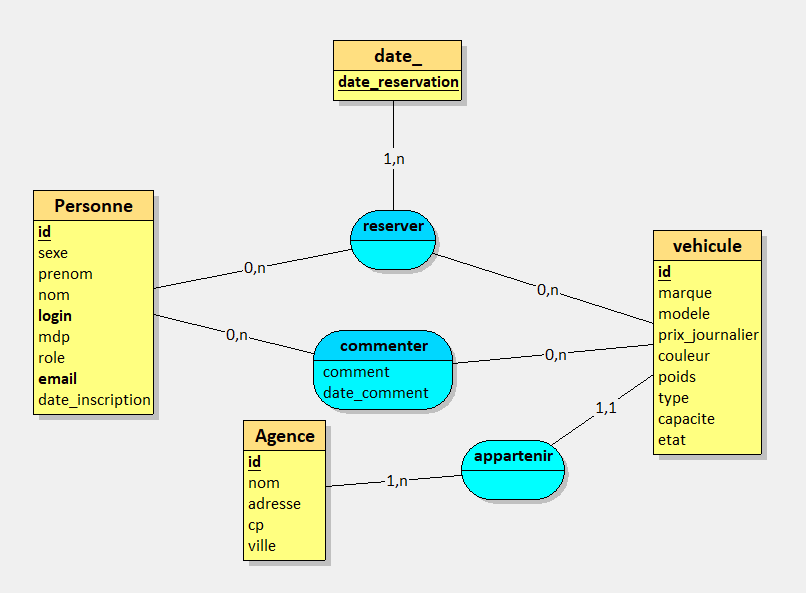 date_
date_reservation
1,n
Personne
id
sexe
prenom
nom
login
mdp
role
email
date_inscription
reserver
0,n
0,n
vehicule
id
marque
modele
prix_journalier
couleur
poids
type
capacite
etat
0,n
commenter
comment
date_comment
0,n
1,1
Agence
id
nom
adresse
cp
ville
1,n
appartenir